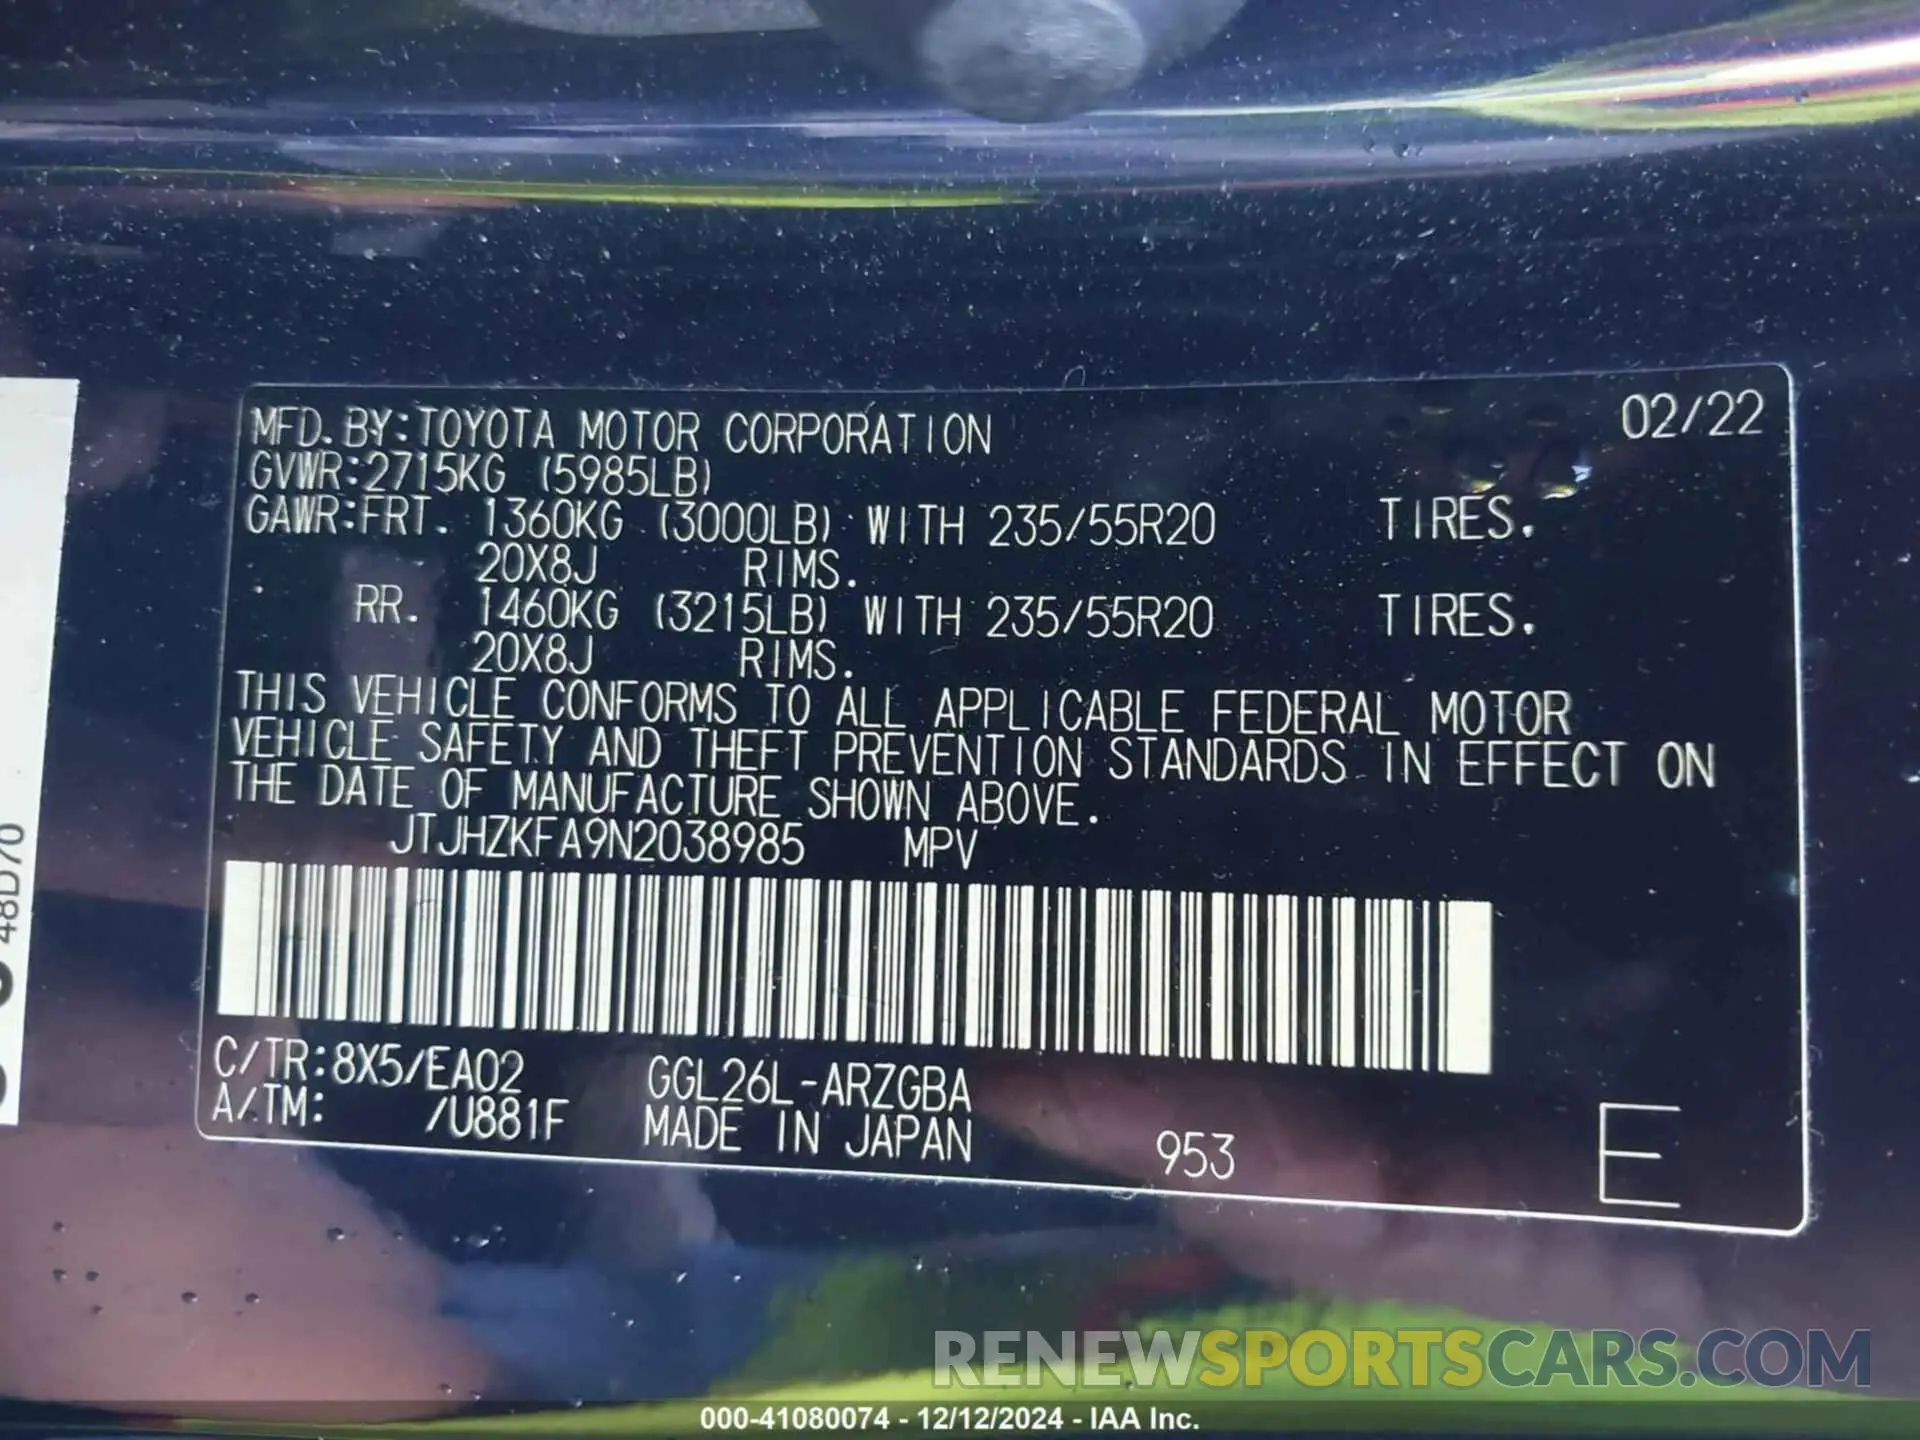 MFD. BY: TOYOTA MOTOR CORPORATION 02/22
GVWR: 2715KG (5985LB)
GAWR: FRT. 1360KG (3000LB) WITH 235/55R20 TIRES.
20X8J RIMS.
RR. 1460KG (3215LB) WITH 235/55R20 TIRES.
20X8J RIMS.
THIS VEHICLE CONFORMS TO ALL APPLICABLE FEDERAL MOTOR
VEHICLE SAFETY AND THEFT PREVENTION STANDARDS IN EFFECT ON
THE DATE OF MANUFACTURE SHOWN ABOVE.
JTJHZKFA9N2038985 MPV
C/TR: 8X5/EA02 GGL26L-ARZGBA
A/TM: /U881F MADE IN JAPAN 953 E
48D70
RENEWSPORTSCARS.COM
000-41080074 - 12/12/2024 - IAA Inc.